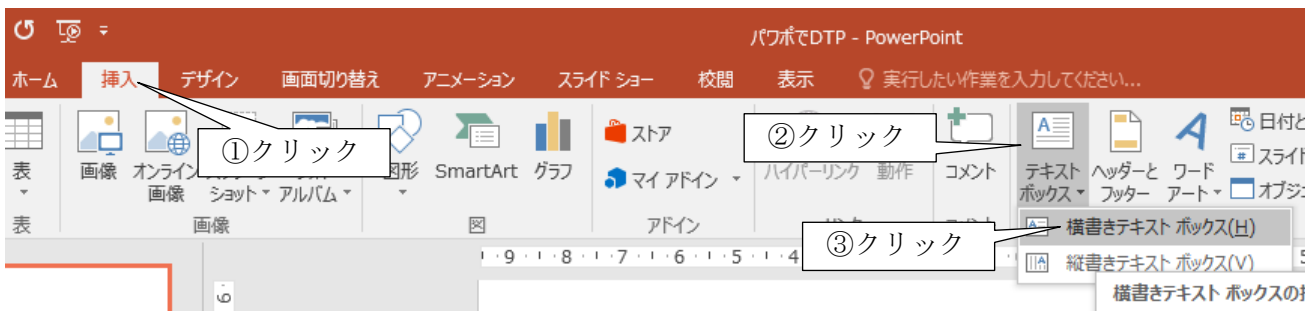 パワポでDTP - PowerPoint
ホーム 挿入 デザイン 画面切り替え アニメーション スライド ショー 校閲 表示 実行したい作業を入力してください...
表
画像
オンライン
画像
ショット
アルバム
図形
SmartArt
グラフ
ストア
マイ アドイン
ハイパーリンク
動作
コメント
テキスト
ボックス
ヘッダーと
フッター
ワード
アート
日付と
スライド
オブジェ
①クリック
②クリック
③クリック
表 画像 図 アドイン
横書きテキスト ボックス(H)
縦書きテキスト ボックス(V)
横書きテキスト ボックスの
9 8 7 6 5 4
9